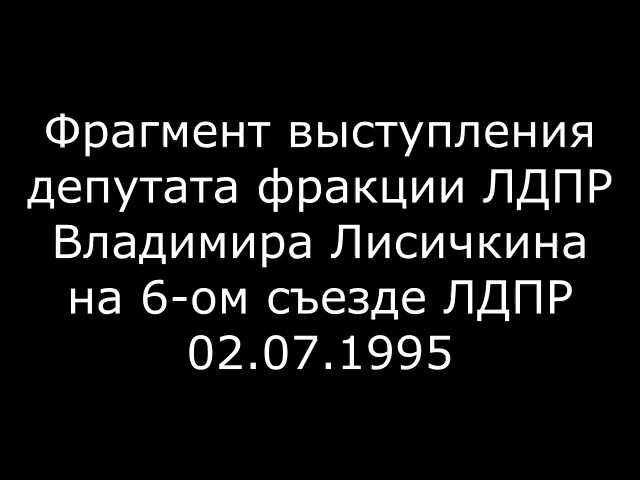 Фрагмент выступления
депутата фракции ЛДПР
Владимира Лисичкина
на 6-ом съезде ЛДПР
02.07.1995